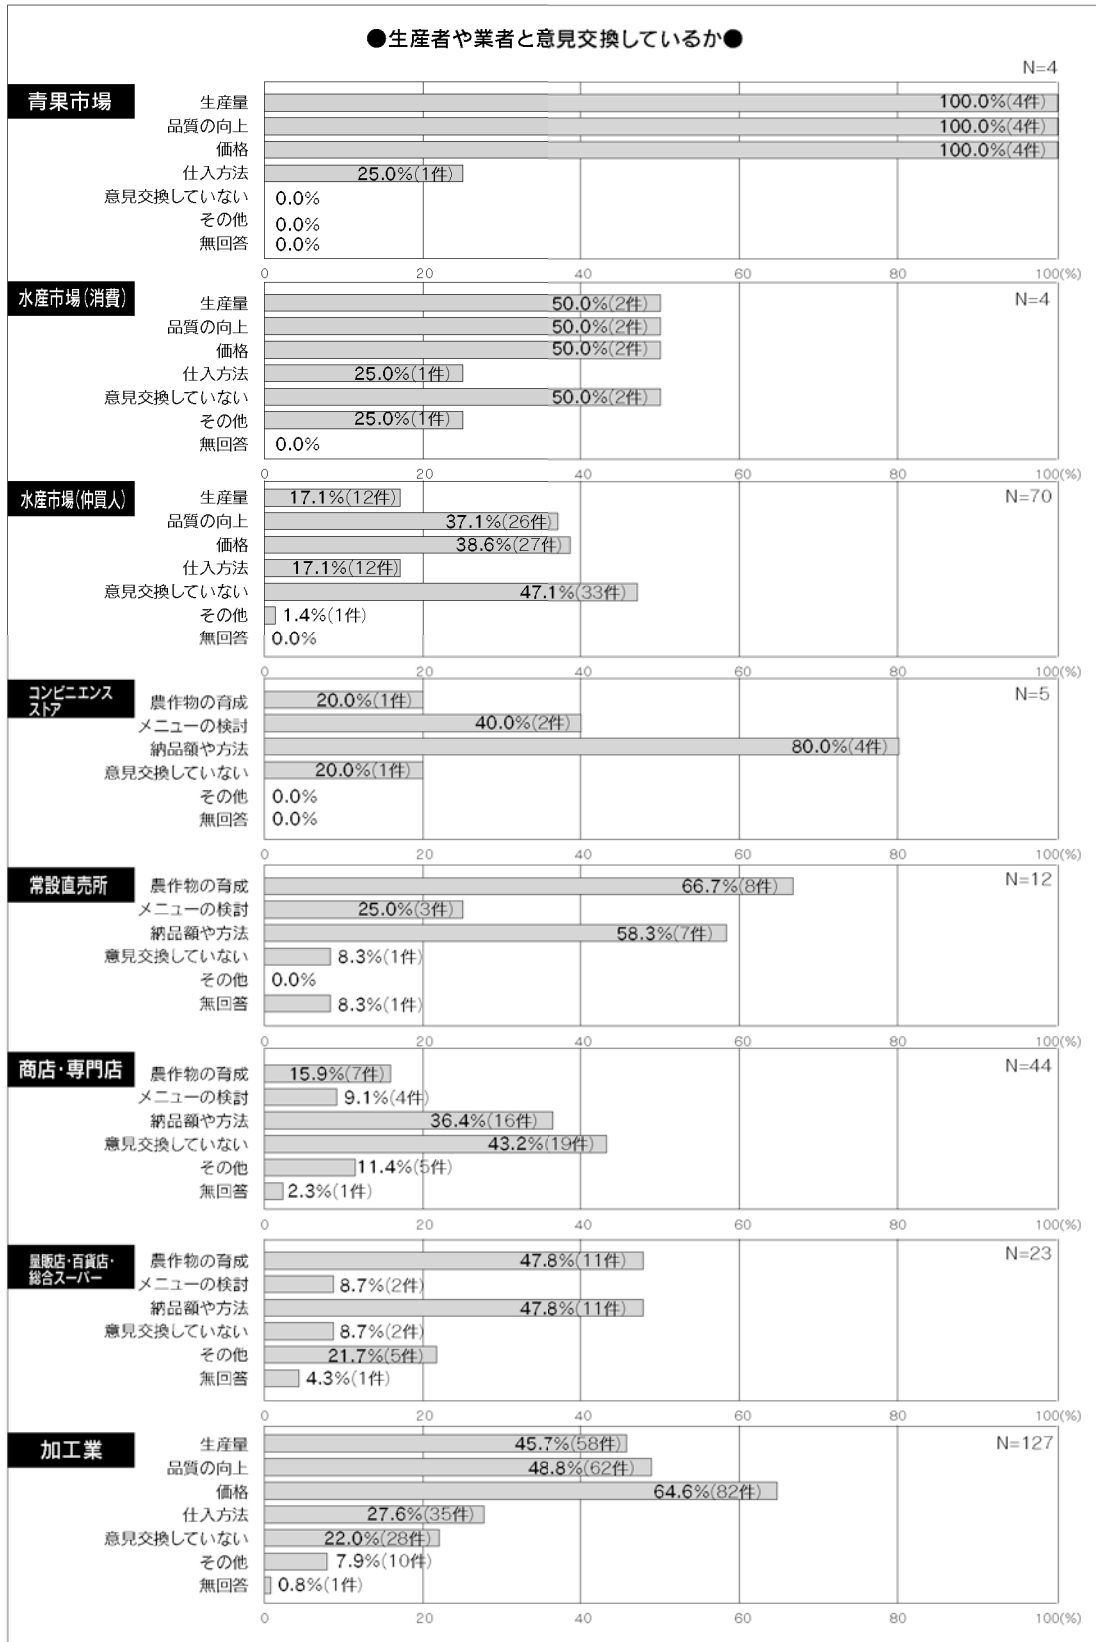 ●生産者や業者と意見交換しているか●
N=4
青果市場
生産量 100.0%(4件)
品質の向上 100.0%(4件)
価格 100.0%(4件)
仕入方法 25.0%(1件)
意見交換していない 0.0%
その他 0.0%
無回答 0.0%
0 20 40 60 80 100(%)
水産市場(消費)
N=4
生産量 50.0%(2件)
品質の向上 50.0%(2件)
価格 50.0%(2件)
仕入方法 25.0%(1件)
意見交換していない 50.0%(2件)
その他 25.0%(1件)
無回答 0.0%
0 20 40 60 80 100(%)
水産市場(仲買人)
N=70
生産量 17.1%(12件)
品質の向上 37.1%(26件)
価格 38.6%(27件)
仕入方法 17.1%(12件)
意見交換していない 47.1%(33件)
その他 1.4%(1件)
無回答 0.0%
0 20 40 60 80 100(%)
コンビニエンス
ストア
N=5
農作物の育成 20.0%(1件)
メニューの検討 40.0%(2件)
納品額や方法 80.0%(4件)
意見交換していない 20.0%(1件)
その他 0.0%
無回答 0.0%
0 20 40 60 80 100(%)
常設直売所
N=12
農作物の育成 66.7%(8件)
メニューの検討 25.0%(3件)
納品額や方法 58.3%(7件)
意見交換していない 8.3%(1件)
その他 0.0%
無回答 8.3%(1件)
0 20 40 60 80 100(%)
商店・専門店
N=44
農作物の育成 15.9%(7件)
メニューの検討 9.1%(4件)
納品額や方法 36.4%(16件)
意見交換していない 43.2%(19件)
その他 11.4%(5件)
無回答 2.3%(1件)
0 20 40 60 80 100(%)
量販店・百貨店・
総合スーパー
N=23
農作物の育成 47.8%(11件)
メニューの検討 8.7%(2件)
納品額や方法 47.8%(11件)
意見交換していない 8.7%(2件)
その他 21.7%(5件)
無回答 4.3%(1件)
0 20 40 60 80 100(%)
加工業
N=127
生産量 45.7%(58件)
品質の向上 48.8%(62件)
価格 64.6%(82件)
仕入方法 27.6%(35件)
意見交換していない 22.0%(28件)
その他 7.9%(10件)
無回答 0.8%(1件)
0 20 40 60 80 100(%)